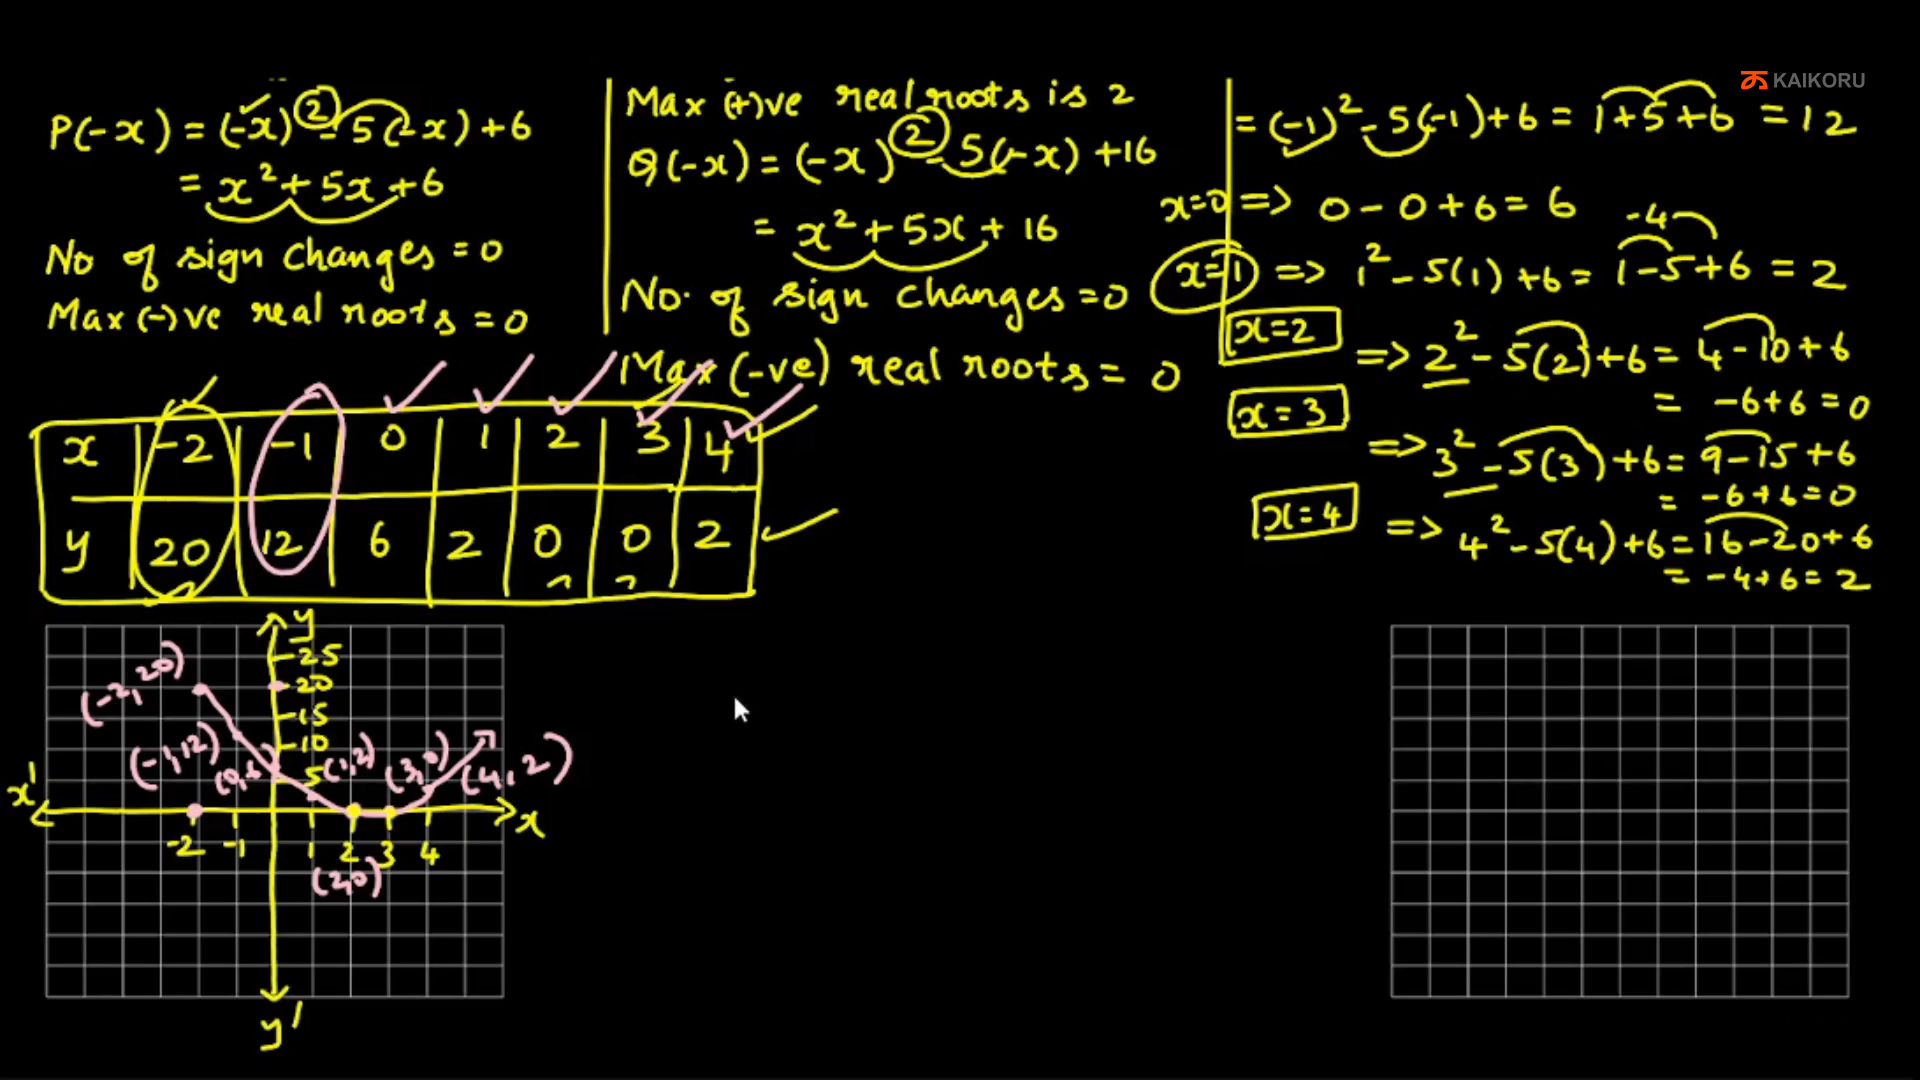 KAIKORU
P(-x) = (-x)² - 5(-x) + 6
= x² + 5x + 6
No of sign changes = 0
Max (-)ve real roots = 0
Max (+)ve real roots is 2
Q(-x) = (-x)² - 5(-x) + 16
= x² + 5x + 16
No. of sign changes = 0
Max (-ve) real roots = 0
= (-1)² - 5(-1) + 6 = 1 + 5 + 6 = 12
x=0 => 0 - 0 + 6 = 6
-4
x=1 => 1² - 5(1) + 6 = 1 - 5 + 6 = 2
x=2 => 2² - 5(2) + 6 = 4 - 10 + 6
= -6 + 6 = 0
x=3 => 3² - 5(3) + 6 = 9 - 15 + 6
= -6 + 6 = 0
x=4 => 4² - 5(4) + 6 = 16 - 20 + 6
= -4 + 6 = 2
x -2 -1 0 1 2 3 4
y 20 12 6 2 0 0 2
y
25
20
15
10
5
(-2, 20)
(-1, 12)
(1, 2)
(3, 0)
(4, 2)
x'
x
-2 -1 1 2 3 4
(2, 0)
y'